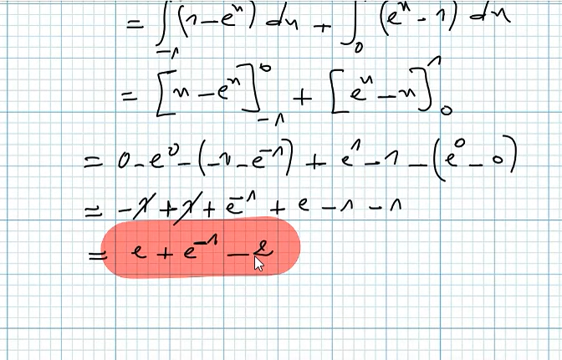 = ∫₋₁⁰ (1 - eˣ) dx + ∫₀¹ (eˣ - 1) dx
= [x - eˣ]₋₁⁰ + [eˣ - x]₀¹
= 0 - e⁰ - (-1 - e⁻¹) + e¹ - 1 - (e⁰ - 0)
= -1 + 1 + e⁻¹ + e - 1 - 1
= e + e⁻¹ - 2